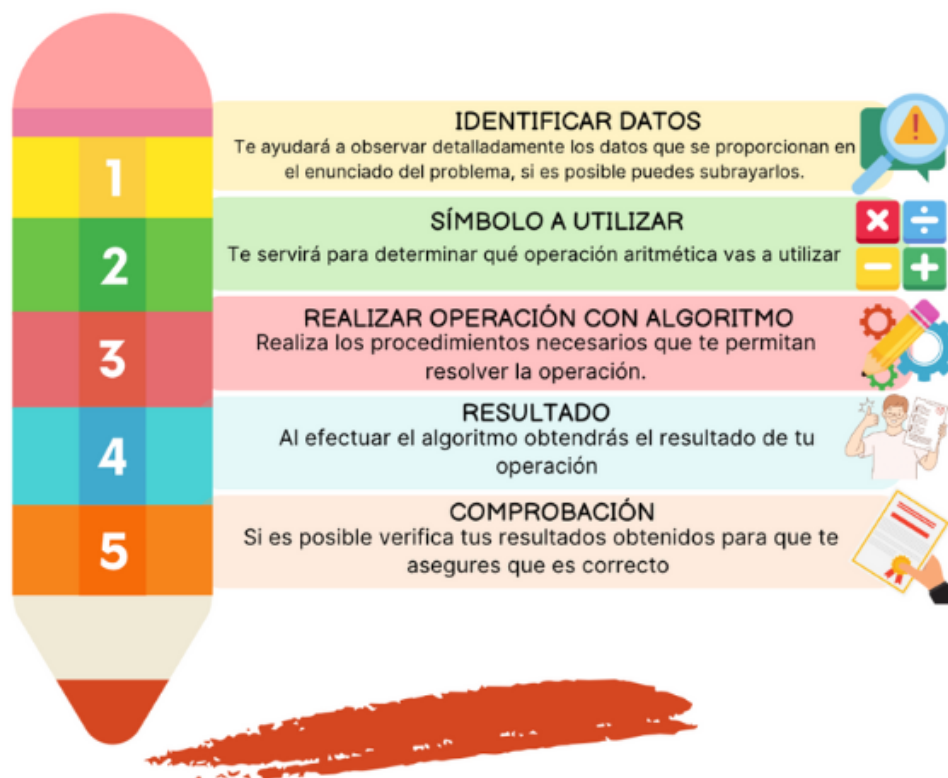 IDENTIFICAR DATOS
1
Te ayudará a observar detalladamente los datos que se proporcionan en
el enunciado del problema, si es posible puedes subrayarlos.
SÍMBOLO A UTILIZAR
2
Te servirá para determinar qué operación aritmética vas a utilizar
REALIZAR OPERACIÓN CON ALGORITMO
3
Realiza los procedimientos necesarios que te permitan
resolver la operación.
RESULTADO
4
Al efectuar el algoritmo obtendrás el resultado de tu
operación
COMPROBACIÓN
5
Si es posible verifica tus resultados obtenidos para que te
asegures que es correcto